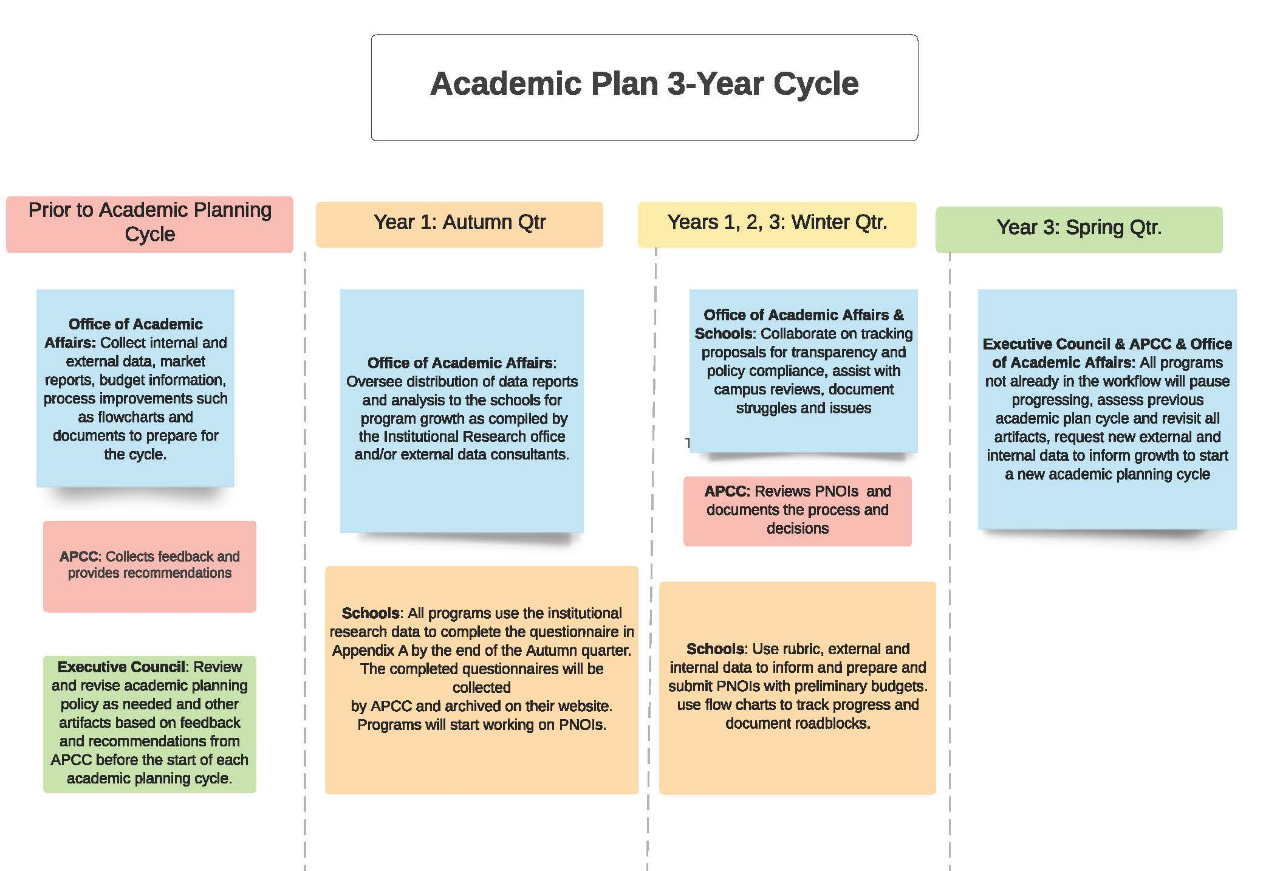 Academic Plan 3-Year Cycle
Prior to Academic Planning
Cycle
Office of Academic
Affairs: Collect internal and
external data, market
reports, budget information,
process improvements such
as flowcharts and
documents to prepare for
the cycle.
APCC: Collects feedback and
provides recommendations
Executive Council: Review
and revise academic planning
policy as needed and other
artifacts based on feedback
and recommendations from
APCC before the start of each
academic planning cycle.
Year 1: Autumn Qtr
Office of Academic Affairs:
Oversee distribution of data reports
and analysis to the schools for
program growth as compiled by
the Institutional Research office
and/or external data consultants.
Schools: All programs use the institutional
research data to complete the questionnaire in
Appendix A by the end of the Autumn quarter.
The completed questionnaires will be
collected
by APCC and archived on their website.
Programs will start working on PNOIs.
Years 1, 2, 3: Winter Qtr.
Office of Academic Affairs &
Schools: Collaborate on tracking
proposals for transparency and
policy compliance, assist with
campus reviews, document
struggles and issues
APCC: Reviews PNOIs and
documents the process and
decisions
Schools: Use rubric, external and
internal data to inform and prepare and
submit PNOIs with preliminary budgets.
use flow charts to track progress and
document roadblocks.
Year 3: Spring Qtr.
Executive Council & APCC & Office
of Academic Affairs: All programs
not already in the workflow will pause
progressing, assess previous
academic plan cycle and revisit all
artifacts, request new external and
internal data to inform growth to start
a new academic planning cycle